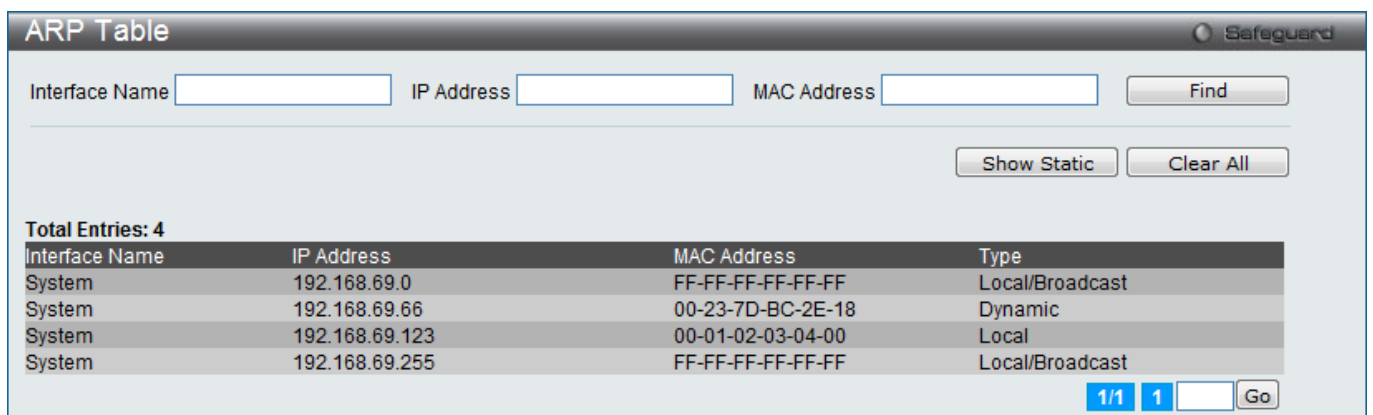 ARP Table
Safeguard
Interface Name IP Address MAC Address Find
Show Static Clear All
Total Entries: 4
Interface Name IP Address MAC Address Type
System 192.168.69.0 FF-FF-FF-FF-FF-FF Local/Broadcast
System 192.168.69.66 00-23-7D-BC-2E-18 Dynamic
System 192.168.69.123 00-01-02-03-04-00 Local
System 192.168.69.255 FF-FF-FF-FF-FF-FF Local/Broadcast
1/1 1 Go